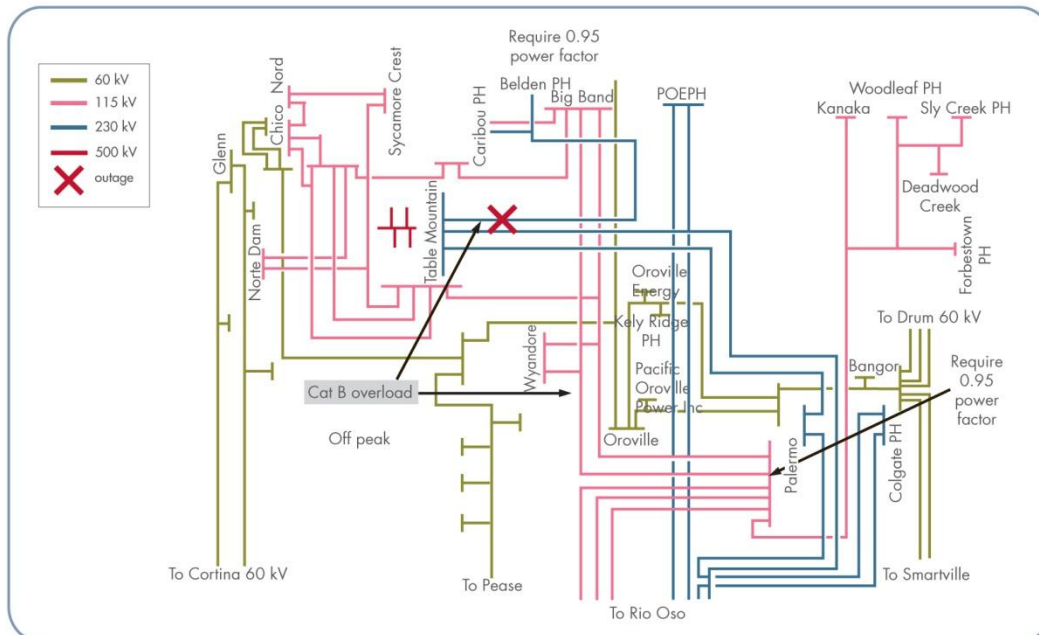 60 kV
115 kV
230 kV
500 kV
outage
Require 0.95
power factor
Nord
Chico
Sycamore Crest
Glenn
Caribou PH
Belden PH
Big Band
POEPH
Woodleaf PH
Kanaka
Sly Creek PH
Deadwood
Creek
Forbestown
PH
Table Mountain
Norte Dam
Oroville
Energy
Kely Ridge
PH
Pacific
Oroville
Power Inc
Oroville
Wyandore
Cat B overload
Off peak
To Drum 60 kV
Bangor
Require
0.95
power
factor
Palermo
Colgate PH
To Cortina 60 kV
To Pease
To Rio Oso
To Smartville